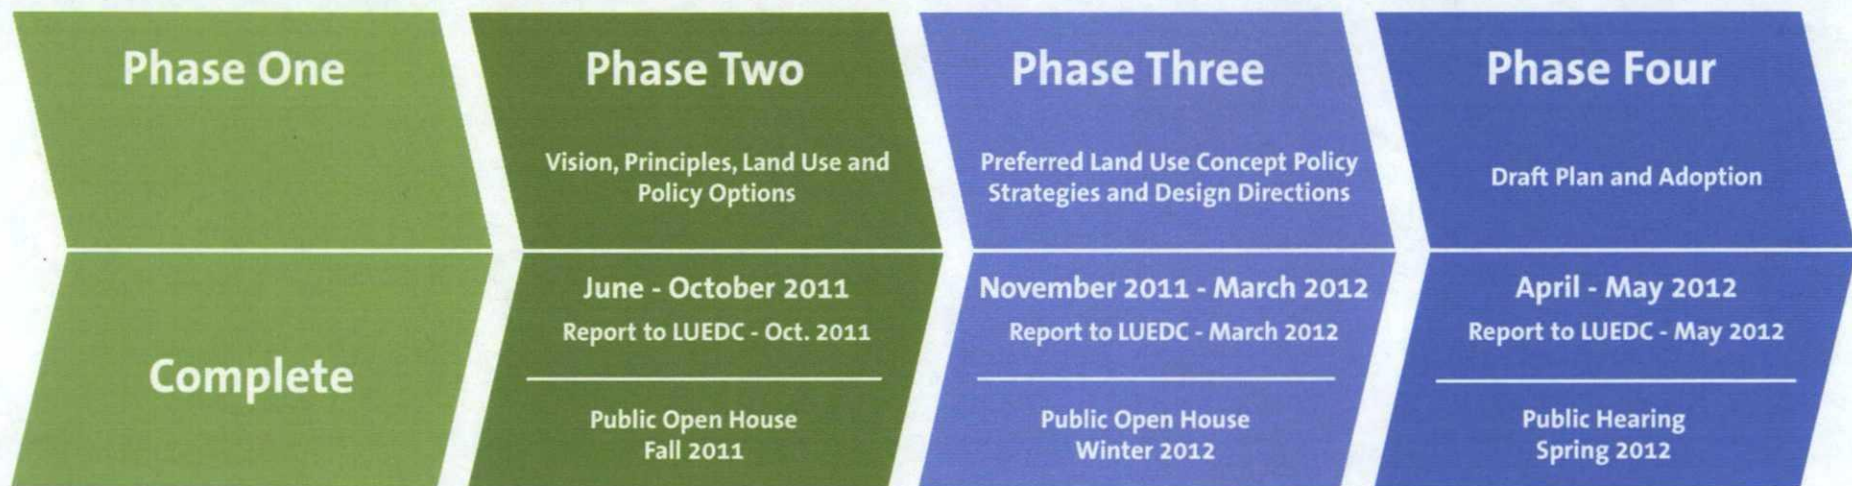 Phase One
Complete
Phase Two
Vision, Principles, Land Use and
Policy Options
June - October 2011
Report to LUEDC - Oct. 2011
Public Open House
Fall 2011
Phase Three
Preferred Land Use Concept Policy
Strategies and Design Directions
November 2011 - March 2012
Report to LUEDC - March 2012
Public Open House
Winter 2012
Phase Four
Draft Plan and Adoption
April - May 2012
Report to LUEDC - May 2012
Public Hearing
Spring 2012